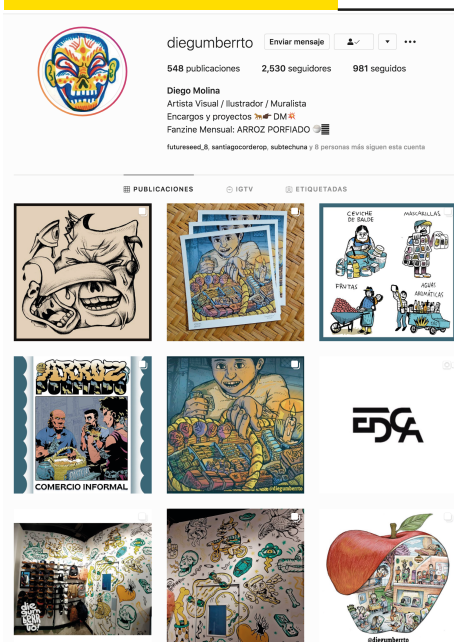 diegumberrto Enviar mensaje
548 publicaciones 2,530 seguidores 981 seguidos
Diego Molina
Artista Visual / Ilustrador / Muralista
Encargos y proyectos DM
Fanzine Mensual: ARROZ PORFIADO
futureseed_8, santiagocorderop, subtechuna y 8 personas más siguen esta cuenta
PUBLICACIONES IGTV ETIQUETADAS
CEVICHE DE BALDE
MASCARILLAS
FRUTAS
AGUAS AROMÁTICAS
ARROZ
PORFIADO
COMERCIO INFORMAL
@diegumberrto
EDCA
@diegumberrto